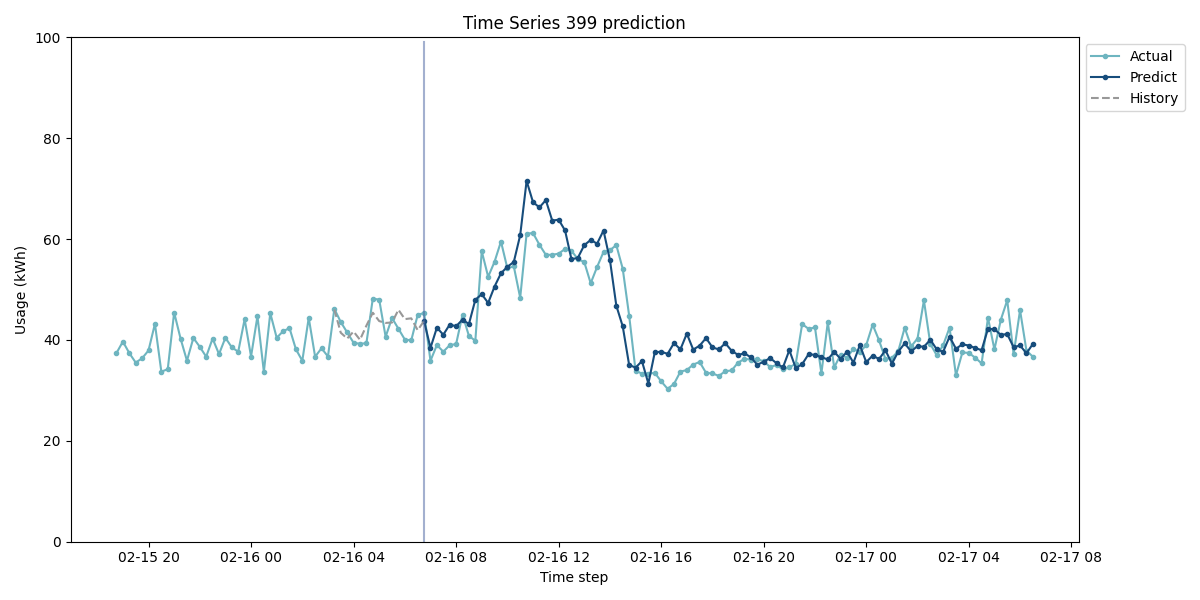 Time Series 399 prediction
100
80
60
40
20
0
Usage (kWh)
02-15 20
02-16 00
02-16 04
02-16 08
02-16 12
02-16 16
02-16 20
02-17 00
02-17 04
02-17 08
Time step
Actual
Predict
History